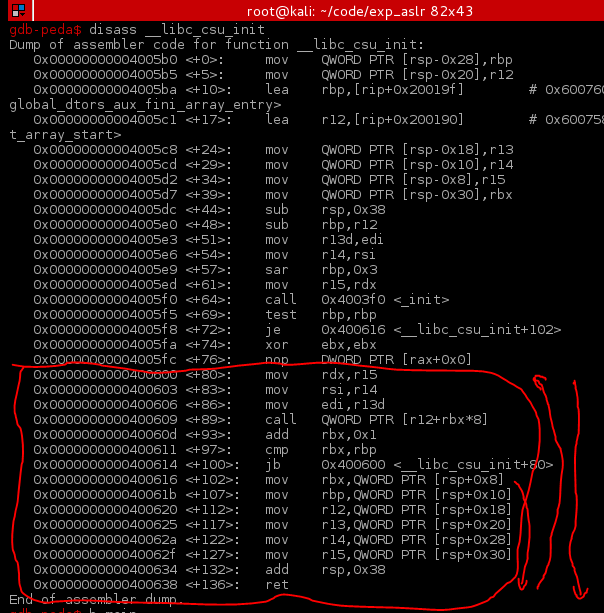 root@kali: ~/code/exp_aslr 82x43
gdb-peda$ disass __libc_csu_init
Dump of assembler code for function __libc_csu_init:
0x00000000004005b0 <+0>: mov QWORD PTR [rsp-0x28],rbp
0x00000000004005b5 <+5>: mov QWORD PTR [rsp-0x20],r12
0x00000000004005ba <+10>: lea rbp,[rip+0x20019f] # 0x600760
global_dtors_aux_fini_array_entry>
0x00000000004005c1 <+17>: lea r12,[rip+0x200190] # 0x600758
t_array_start>
0x00000000004005c8 <+24>: mov QWORD PTR [rsp-0x18],r13
0x00000000004005cd <+29>: mov QWORD PTR [rsp-0x10],r14
0x00000000004005d2 <+34>: mov QWORD PTR [rsp-0x8],r15
0x00000000004005d7 <+39>: mov QWORD PTR [rsp-0x30],rbx
0x00000000004005dc <+44>: sub rsp,0x38
0x00000000004005e0 <+48>: sub rbp,r12
0x00000000004005e3 <+51>: mov r13d,edi
0x00000000004005e6 <+54>: mov r14,rsi
0x00000000004005e9 <+57>: sar rbp,0x3
0x00000000004005ed <+61>: mov r15,rdx
0x00000000004005f0 <+64>: call 0x4003f0 <_init>
0x00000000004005f5 <+69>: test rbp,rbp
0x00000000004005f8 <+72>: je 0x400616 <__libc_csu_init+102>
0x00000000004005fa <+74>: xor ebx,ebx
0x00000000004005fc <+76>: nop DWORD PTR [rax+0x0]
0x0000000000400600 <+80>: mov rdx,r15
0x0000000000400603 <+83>: mov rsi,r14
0x0000000000400606 <+86>: mov edi,r13d
0x0000000000400609 <+89>: call QWORD PTR [r12+rbx*8]
0x000000000040060d <+93>: add rbx,0x1
0x0000000000400611 <+97>: cmp rbx,rbp
0x0000000000400614 <+100>: jb 0x400600 <__libc_csu_init+80>
0x0000000000400616 <+102>: mov rbx,QWORD PTR [rsp+0x8]
0x000000000040061b <+107>: mov rbp,QWORD PTR [rsp+0x10]
0x0000000000400620 <+112>: mov r12,QWORD PTR [rsp+0x18]
0x0000000000400625 <+117>: mov r13,QWORD PTR [rsp+0x20]
0x000000000040062a <+122>: mov r14,QWORD PTR [rsp+0x28]
0x000000000040062f <+127>: mov r15,QWORD PTR [rsp+0x30]
0x0000000000400634 <+132>: add rsp,0x38
0x0000000000400638 <+136>: ret
End of assembler dump.